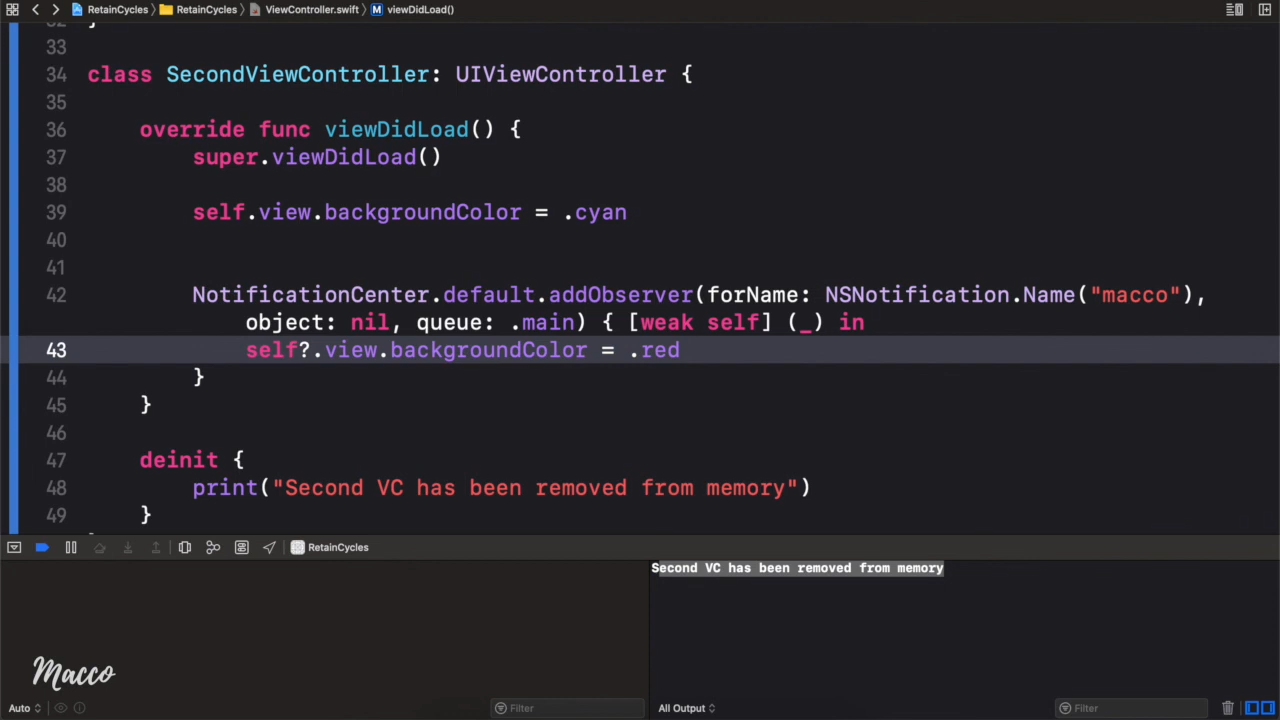 RetainCycles
RetainCycles
ViewController.swift
M viewDidLoad()
33
34 class SecondViewController: UIViewController {
35
36 override func viewDidLoad() {
37 super.viewDidLoad()
38
39 self.view.backgroundColor = .cyan
40
41
42 NotificationCenter.default.addObserver(forName: NSNotification.Name("macco"),
object: nil, queue: .main) { [weak self] (_) in
43 self?.view.backgroundColor = .red
44 }
45 }
46
47 deinit {
48 print("Second VC has been removed from memory")
49 }
RetainCycles
Second VC has been removed from memory
Macco
Auto
Filter
All Output
Filter